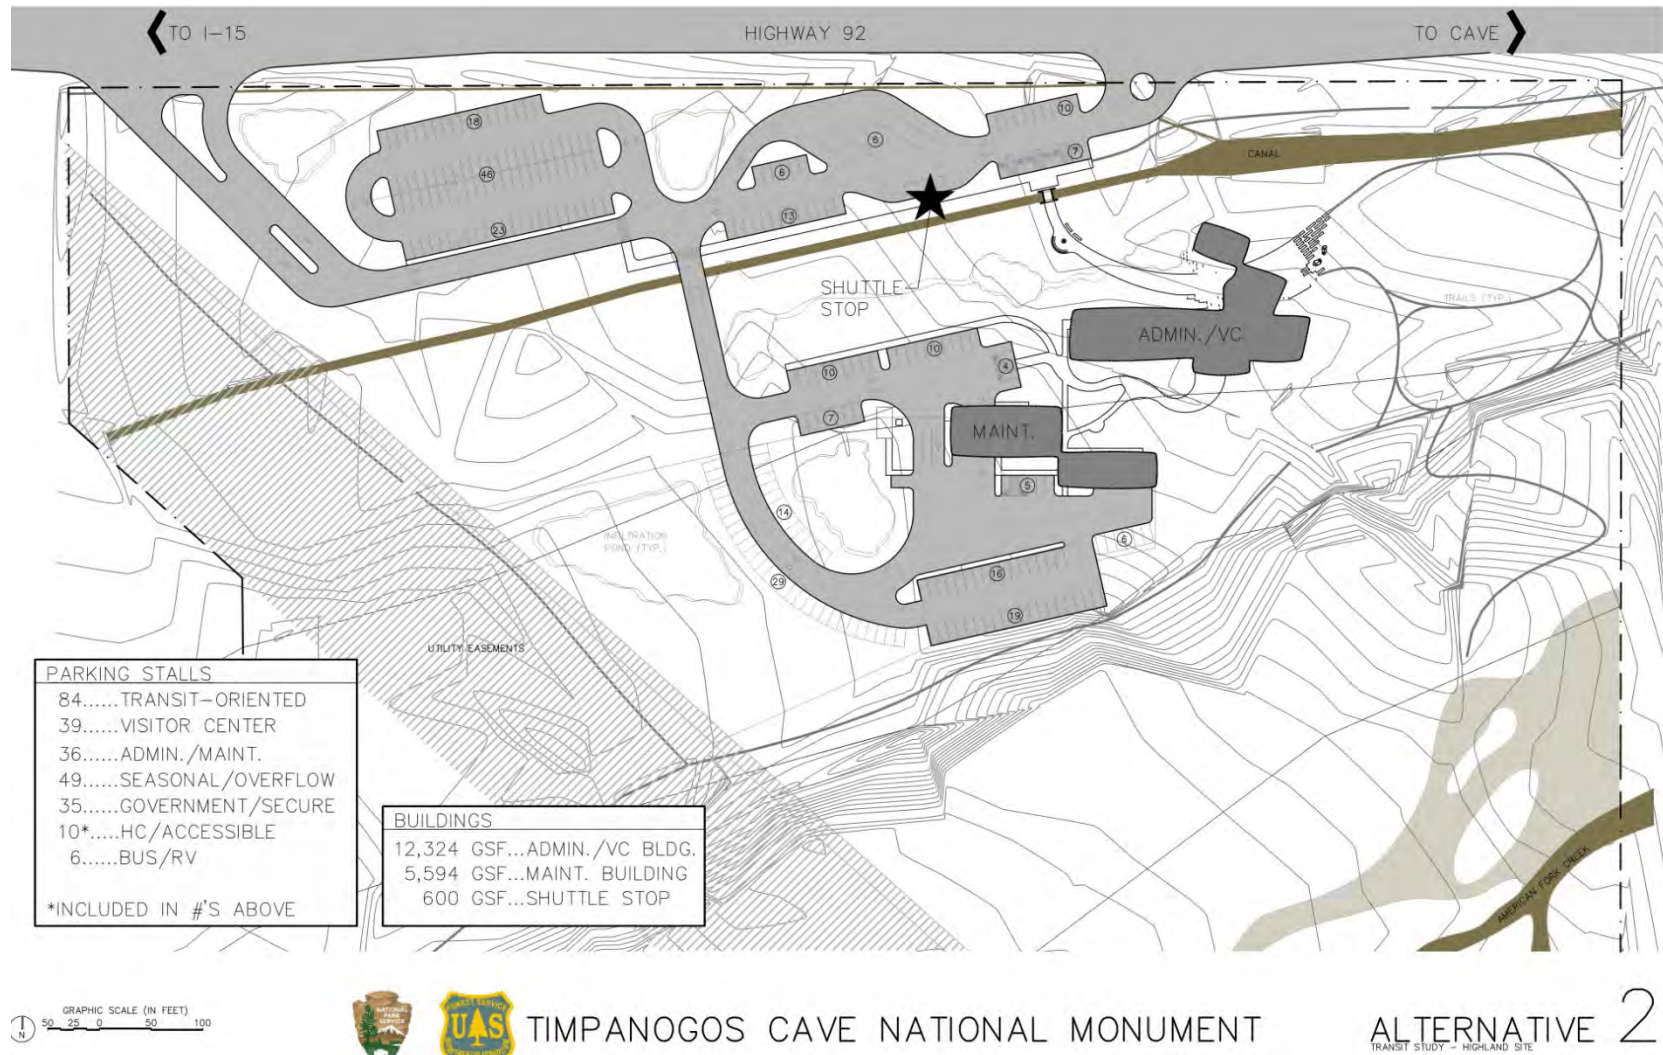 TO I-15
HIGHWAY 92
TO CAVE
18
46
23
6
6
13
10
7
CANAL
SHUTTLE
STOP
ADMIN./VC
TRAILS (TYP.)
10
10
4
7
MAINT.
5
14
6
INFILTRATION
POND (TYP.)
29
16
19
UTILITY EASEMENTS
PARKING STALLS
84.....TRANSIT-ORIENTED
39.....VISITOR CENTER
36.....ADMIN./MAINT.
49.....SEASONAL/OVERFLOW
35.....GOVERNMENT/SECURE
10*....HC/ACCESSIBLE
6.....BUS/RV
*INCLUDED IN #'S ABOVE
BUILDINGS
12,324 GSF...ADMIN./VC BLDG.
5,594 GSF...MAINT. BUILDING
600 GSF...SHUTTLE STOP
AMERICAN FORK CREEK
N
GRAPHIC SCALE (IN FEET)
50 25 0 50 100
NATIONAL
PARK
SERVICE
FOREST SERVICE
U S
TIMPANOGOS CAVE NATIONAL MONUMENT
ALTERNATIVE 2
TRANSIT STUDY - HIGHLAND SITE